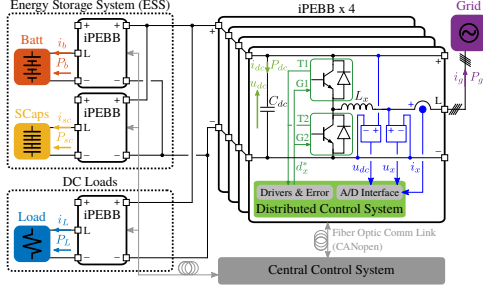 Energy Storage System (ESS)
iPEBB x 4
Grid
Batt
i_b
P_b
+ iPEBB +
L
− −
SCaps
i_sc
P_sc
+ iPEBB +
L
− −
DC Loads
Load
i_L
P_L
+ iPEBB +
L
− −
+
−
i_dc
P_dc
u_dc
C_dc
T1
G1
T2
G2
L_x
d*_x
+
− +
+ −
u_dc
u_x
i_x
L
i_g
P_g
Drivers & Error
A/D Interface
Distributed Control System
Fiber Optic Comm Link
(CANopen)
Central Control System